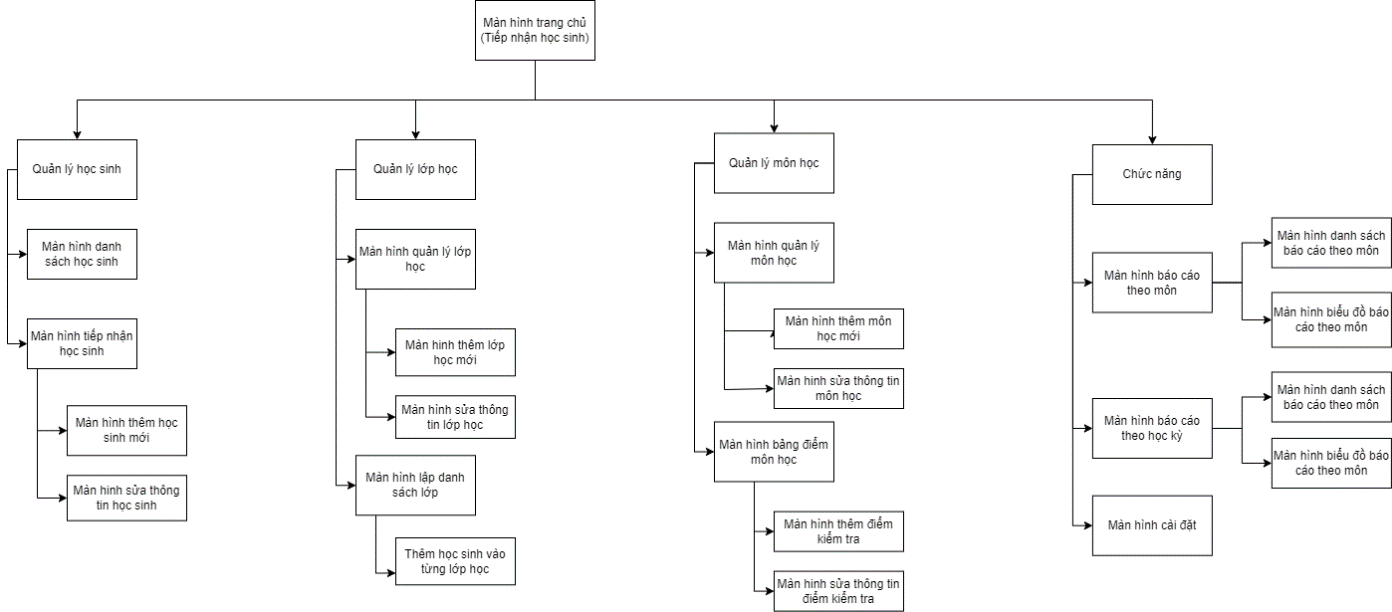 Màn hình trang chủ
(Tiếp nhận học sinh)
Quản lý học sinh
Màn hình danh
sách học sinh
Màn hình tiếp nhận
học sinh
Màn hình thêm học
sinh mới
Màn hình sửa thông
tin học sinh
Quản lý lớp học
Màn hình quản lý lớp
học
Màn hình thêm lớp
học mới
Màn hình sửa thông
tin lớp học
Màn hình lập danh
sách lớp
Thêm học sinh vào
từng lớp học
Quản lý môn học
Màn hình quản lý
môn học
Màn hình thêm môn
học mới
Màn hình sửa thông tin
môn học
Màn hình bảng điểm
môn học
Màn hình thêm điểm
kiểm tra
Màn hình sửa thông tin
điểm kiểm tra
Chức năng
Màn hình báo cáo
theo môn
Màn hình danh sách
báo cáo theo môn
Màn hình biểu đồ báo
cáo theo môn
Màn hình báo cáo
theo học kỳ
Màn hình danh sách
báo cáo theo môn
Màn hình biểu đồ báo
cáo theo môn
Màn hình cài đặt